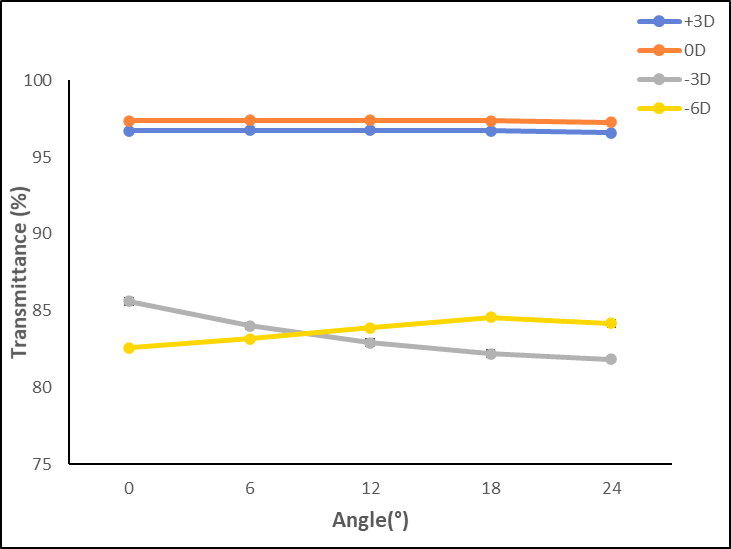 +3D
0D
-3D
-6D
100
95
90
85
80
75
Transmittance (%)
0 6 12 18 24
Angle(°)